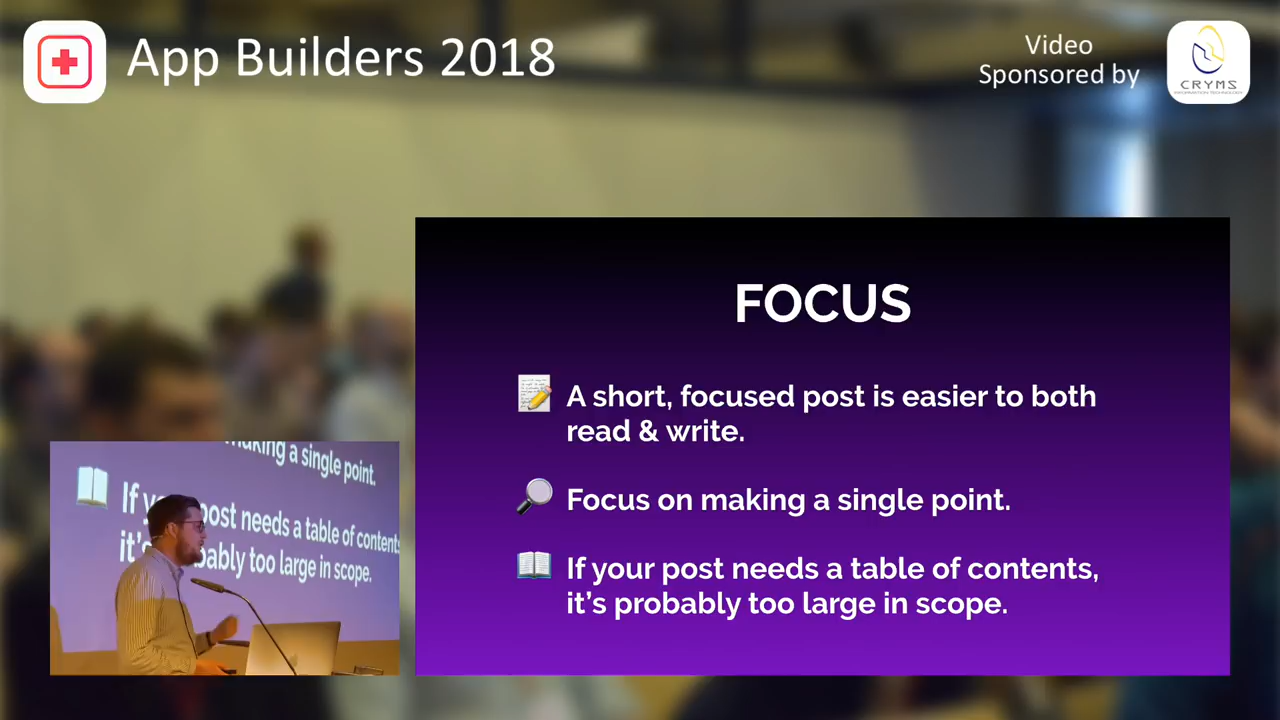 App Builders 2018
Video
Sponsored by
CRYMS
FOCUS
A short, focused post is easier to both
read & write.
Focus on making a single point.
If your post needs a table of contents,
it's probably too large in scope.
making a single point.
If your post needs a table of contents
it's probably too large in scope.